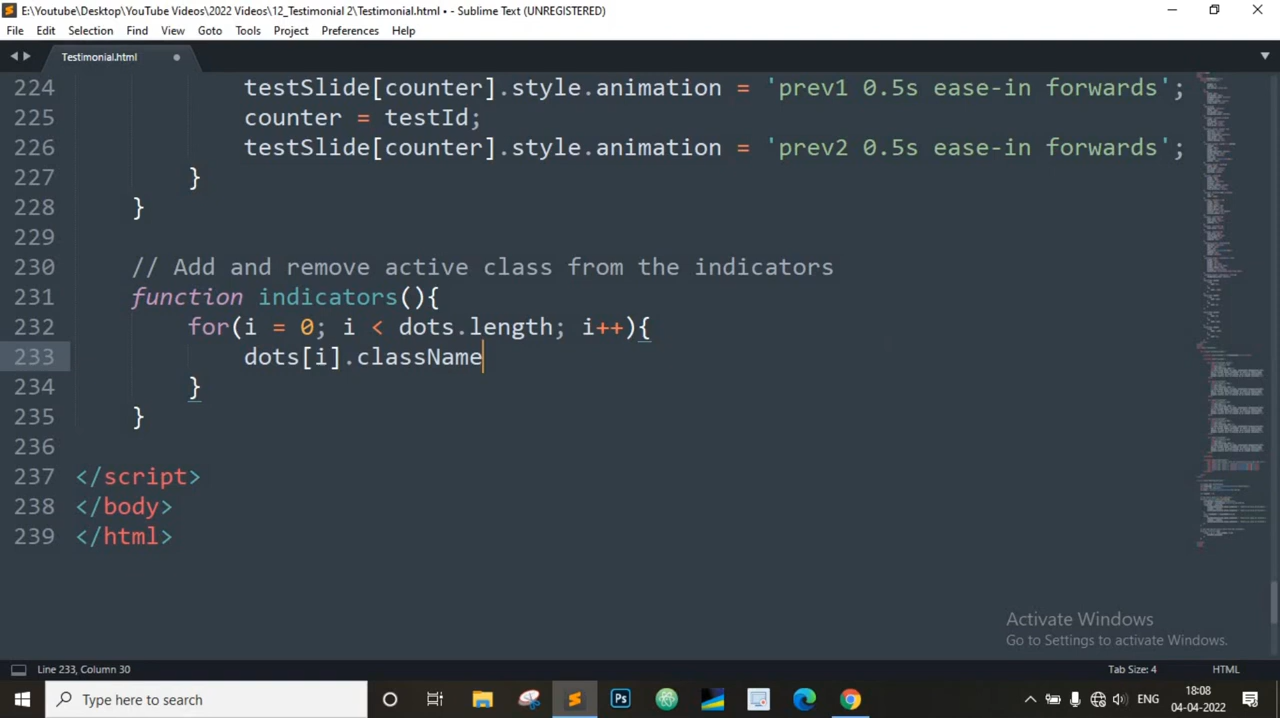 E:\Youtube\Desktop\YouTube Videos\2022 Videos\12_Testimonial 2\Testimonial.html • - Sublime Text (UNREGISTERED)
File Edit Selection Find View Goto Tools Project Preferences Help
Testimonial.html
224 testSlide[counter].style.animation = 'prev1 0.5s ease-in forwards';
225 counter = testId;
226 testSlide[counter].style.animation = 'prev2 0.5s ease-in forwards';
227 }
228 }
229
230 // Add and remove active class from the indicators
231 function indicators(){
232 for(i = 0; i < dots.length; i++){
233 dots[i].className
234 }
235 }
236
237 </script>
238 </body>
239 </html>
Activate Windows
Go to Settings to activate Windows.
Line 233, Column 30
Tab Size: 4
HTML
Type here to search
Ps
ENG
18:08
04-04-2022